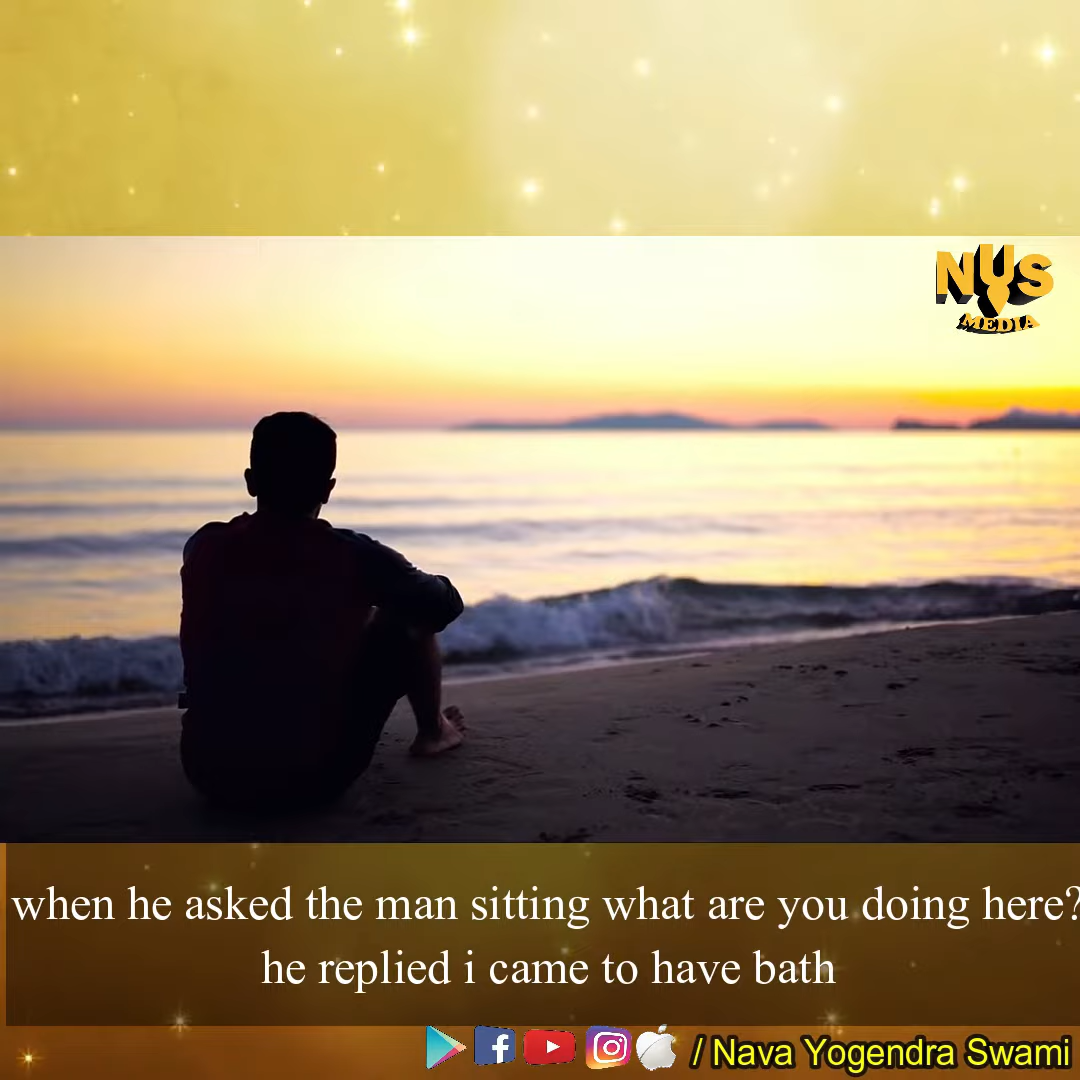 NYS
MEDIA
when he asked the man sitting what are you doing here?
he replied i came to have bath
/ Nava Yogendra Swami